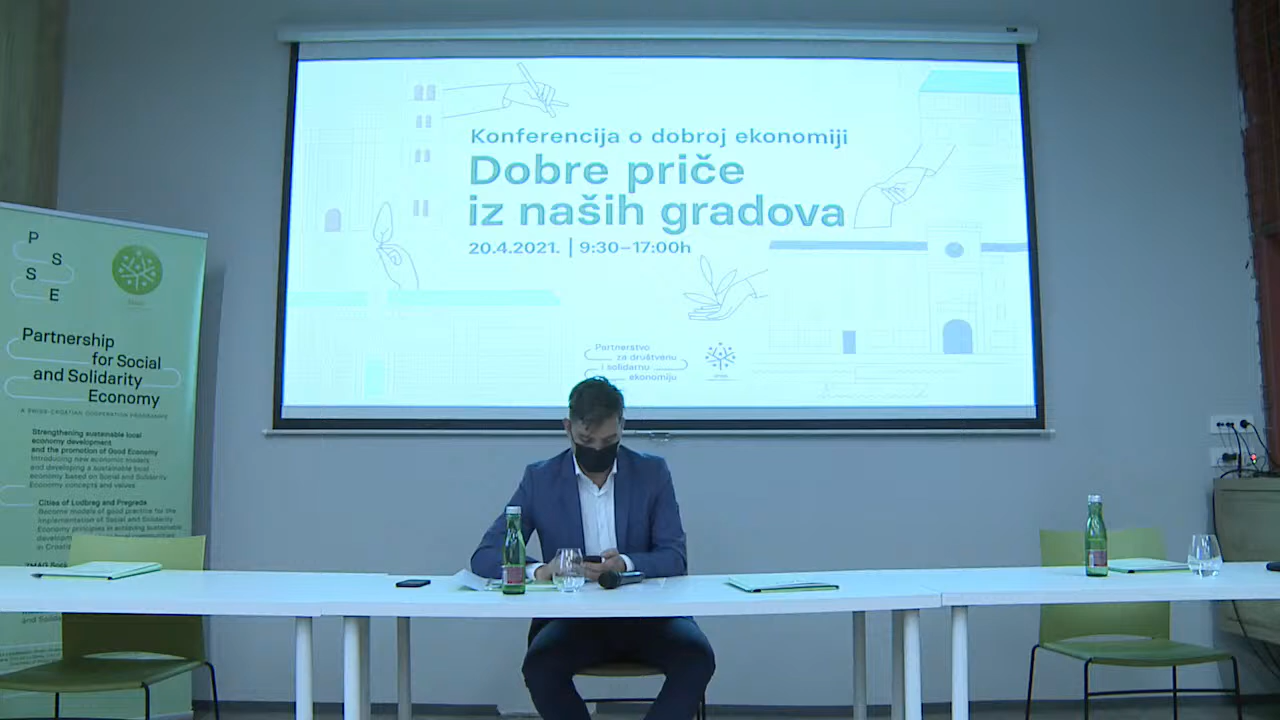 Konferencija o dobroj ekonomiji
Dobre priče
iz naših gradova
20.4.2021. | 9:30–17:00h
Partnerstvo
za društvenu
i solidarnu
ekonomiju
P
S
S
E
Partnership
for Social
and Solidarity
Economy
A SWISS-CROATIAN COOPERATION PROGRAMME
Strengthening sustainable local
economy development
and the promotion of Good Economy
Introducing new economic models
and developing a sustainable local
economy based on Social and Solidarity
Economy concepts and values
Cities of Ludbreg and Pregrada
Become models of good practice for the
implementation of Social and Solidarity
Economy principles in achieving sustainable